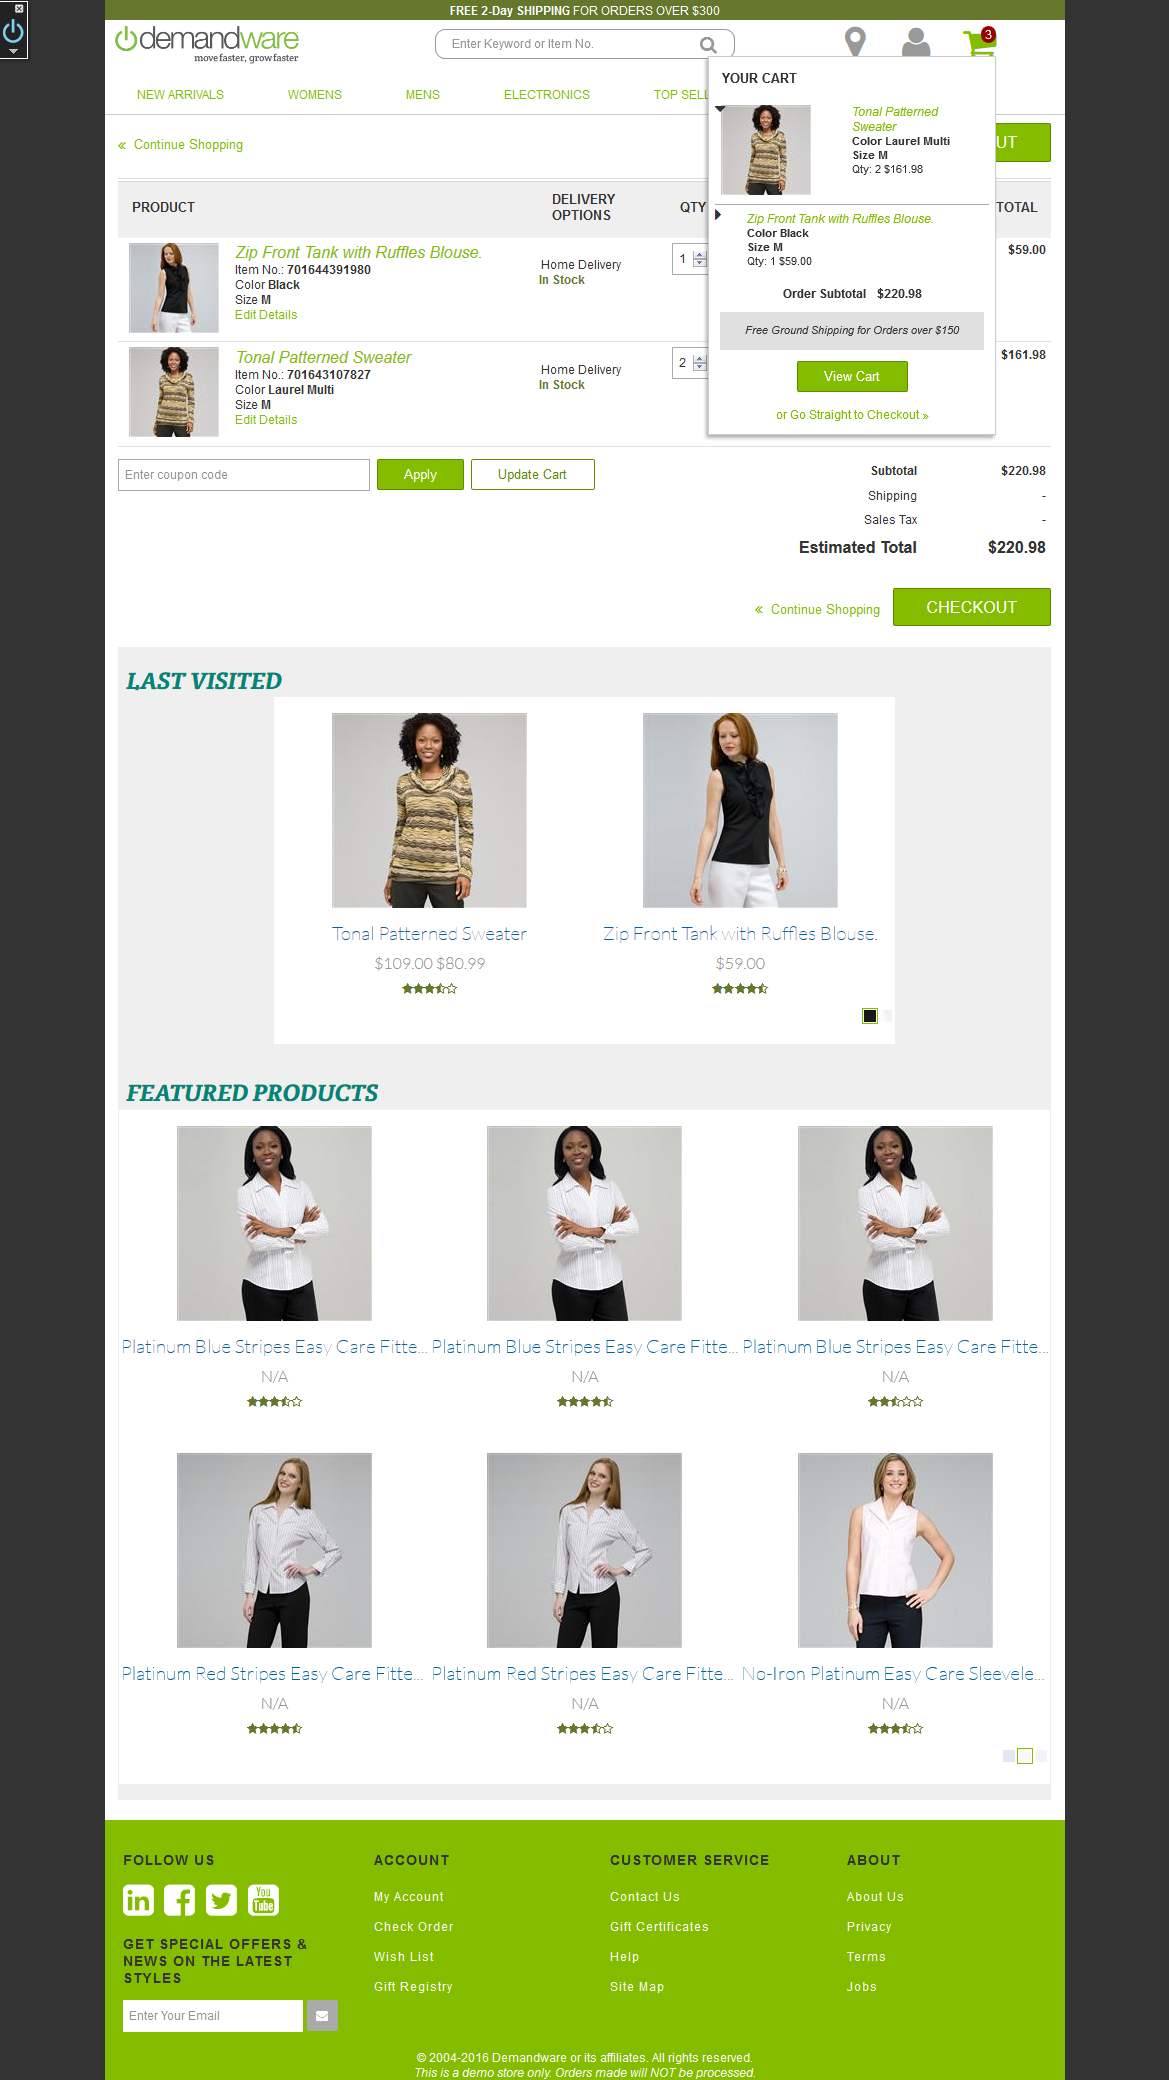 FREE 2-Day SHIPPING FOR ORDERS OVER $300
demandware
move faster, grow faster
Enter Keyword or Item No.
3
NEW ARRIVALS
WOMENS
MENS
ELECTRONICS
TOP SELL
YOUR CART
Tonal Patterned
Sweater
Color Laurel Multi
Size M
Qty: 2 $161.98
Zip Front Tank with Ruffles Blouse.
Color Black
Size M
Qty: 1 $59.00
Order Subtotal $220.98
Free Ground Shipping for Orders over $150
View Cart
or Go Straight to Checkout »
« Continue Shopping
UT
PRODUCT
DELIVERY
OPTIONS
QTY
TOTAL
Zip Front Tank with Ruffles Blouse.
Item No.: 701644391980
Color Black
Size M
Edit Details
Home Delivery
In Stock
1
$59.00
Tonal Patterned Sweater
Item No.: 701643107827
Color Laurel Multi
Size M
Edit Details
Home Delivery
In Stock
2
$161.98
Enter coupon code
Apply
Update Cart
Subtotal $220.98
Shipping -
Sales Tax -
Estimated Total $220.98
« Continue Shopping
CHECKOUT
LAST VISITED
Tonal Patterned Sweater
$109.00 $80.99
Zip Front Tank with Ruffles Blouse.
$59.00
FEATURED PRODUCTS
Platinum Blue Stripes Easy Care Fitte...
N/A
Platinum Blue Stripes Easy Care Fitte...
N/A
Platinum Blue Stripes Easy Care Fitte...
N/A
Platinum Red Stripes Easy Care Fitte...
N/A
Platinum Red Stripes Easy Care Fitte...
N/A
No-Iron Platinum Easy Care Sleevele...
N/A
FOLLOW US
in
You
Tube
GET SPECIAL OFFERS &
NEWS ON THE LATEST
STYLES
Enter Your Email
ACCOUNT
My Account
Check Order
Wish List
Gift Registry
CUSTOMER SERVICE
Contact Us
Gift Certificates
Help
Site Map
ABOUT
About Us
Privacy
Terms
Jobs
© 2004-2016 Demandware or its affiliates. All rights reserved.
This is a demo store only. Orders made will NOT be processed.